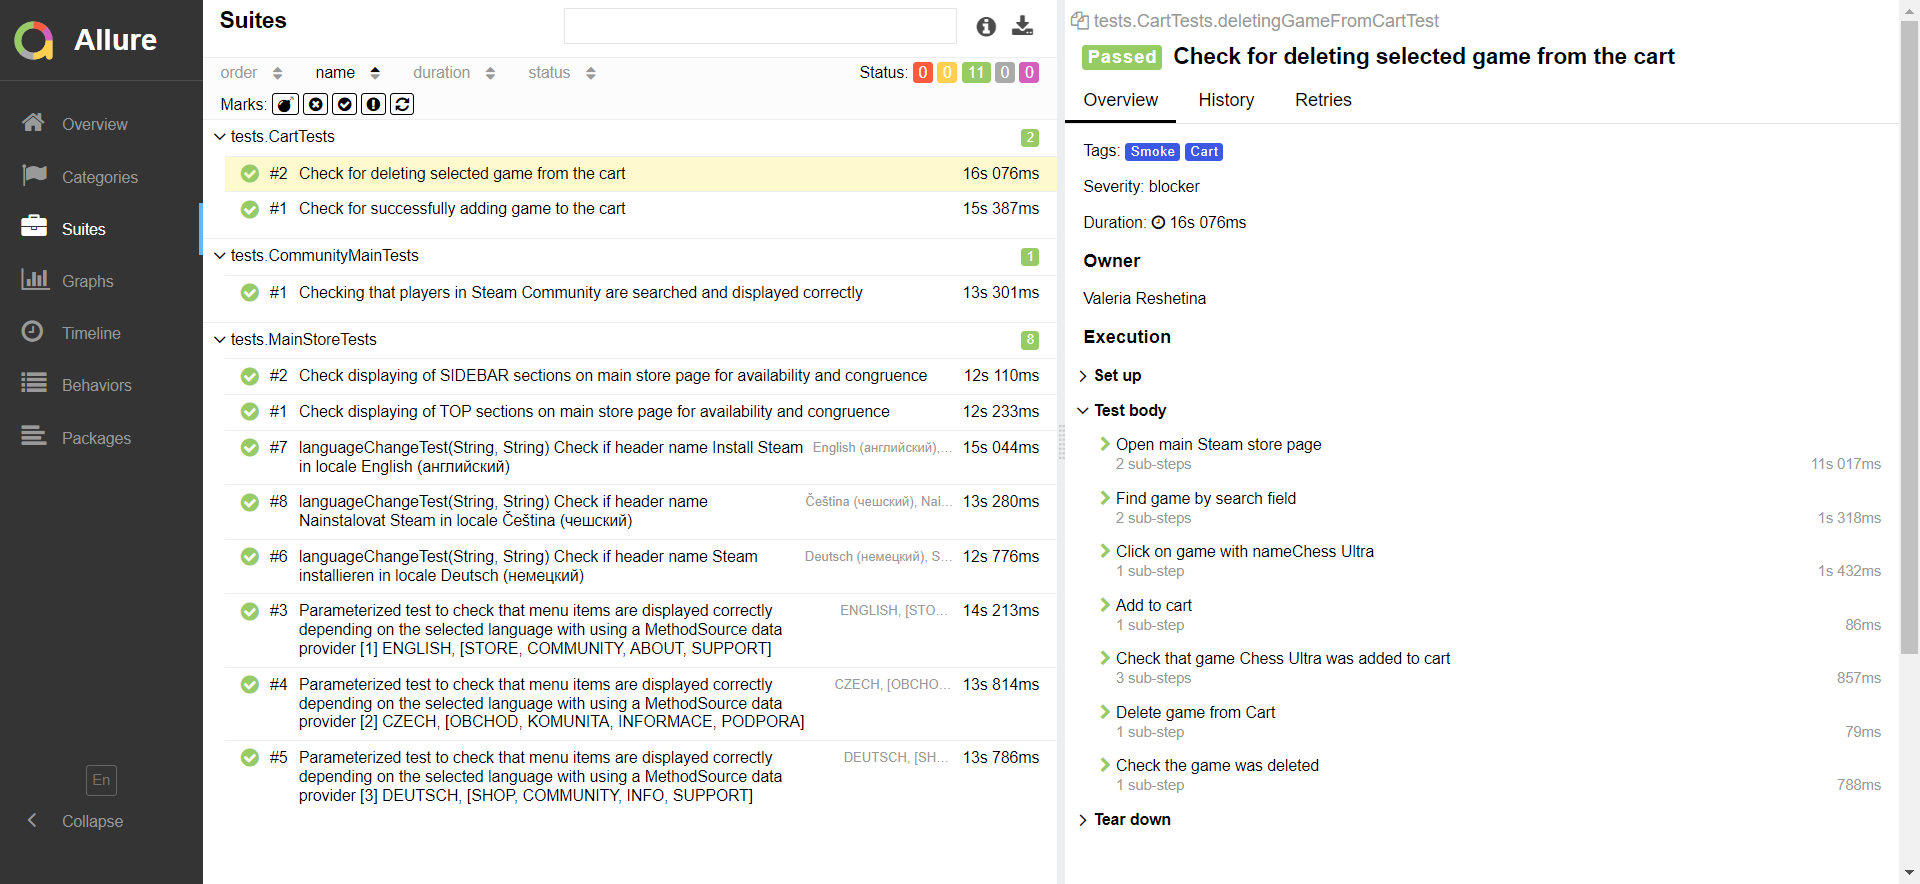 Allure
Overview
Categories
Suites
Graphs
Timeline
Behaviors
Packages
En
Collapse
Suites
order name duration status Status: 0 0 11 0 0
Marks:
tests.CartTests 2
#2 Check for deleting selected game from the cart 16s 076ms
#1 Check for successfully adding game to the cart 15s 387ms
tests.CommunityMainTests 1
#1 Checking that players in Steam Community are searched and displayed correctly 13s 301ms
tests.MainStoreTests 8
#2 Check displaying of SIDEBAR sections on main store page for availability and congruence 12s 110ms
#1 Check displaying of TOP sections on main store page for availability and congruence 12s 233ms
#7 languageChangeTest(String, String) Check if header name Install Steam English (английский),... 15s 044ms
in locale English (английский)
#8 languageChangeTest(String, String) Check if header name Čeština (чешский), Nai... 13s 280ms
Nainstalovat Steam in locale Čeština (чешский)
#6 languageChangeTest(String, String) Check if header name Steam Deutsch (немецкий), S... 12s 776ms
installieren in locale Deutsch (немецкий)
#3 Parameterized test to check that menu items are displayed correctly ENGLISH, [STO... 14s 213ms
depending on the selected language with using a MethodSource data
provider [1] ENGLISH, [STORE, COMMUNITY, ABOUT, SUPPORT]
#4 Parameterized test to check that menu items are displayed correctly CZECH, [OBCHO... 13s 814ms
depending on the selected language with using a MethodSource data
provider [2] CZECH, [OBCHOD, KOMUNITA, INFORMACE, PODPORA]
#5 Parameterized test to check that menu items are displayed correctly DEUTSCH, [SH... 13s 786ms
depending on the selected language with using a MethodSource data
provider [3] DEUTSCH, [SHOP, COMMUNITY, INFO, SUPPORT]
tests.CartTests.deletingGameFromCartTest
Passed Check for deleting selected game from the cart
Overview History Retries
Tags: Smoke Cart
Severity: blocker
Duration: 16s 076ms
Owner
Valeria Reshetina
Execution
Set up
Test body
Open main Steam store page
2 sub-steps 11s 017ms
Find game by search field
2 sub-steps 1s 318ms
Click on game with nameChess Ultra
1 sub-step 1s 432ms
Add to cart
1 sub-step 86ms
Check that game Chess Ultra was added to cart
3 sub-steps 857ms
Delete game from Cart
1 sub-step 79ms
Check the game was deleted
1 sub-step 788ms
Tear down